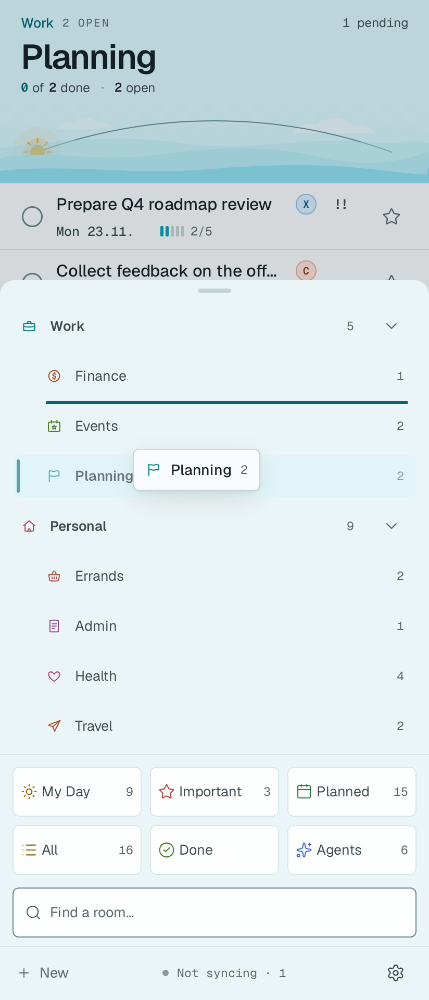 Work 2 OPEN 1 pending
Planning
0 of 2 done · 2 open
Prepare Q4 roadmap review X !!
Mon 23.11. 2/5
Collect feedback on the off... C
Work 5
Finance 1
Events 2
Planning 2
Planning 2
Personal 9
Errands 2
Admin 1
Health 4
Travel 2
My Day 9 Important 3 Planned 15
All 16 Done Agents 6
Find a room...
+ New Not syncing · 1